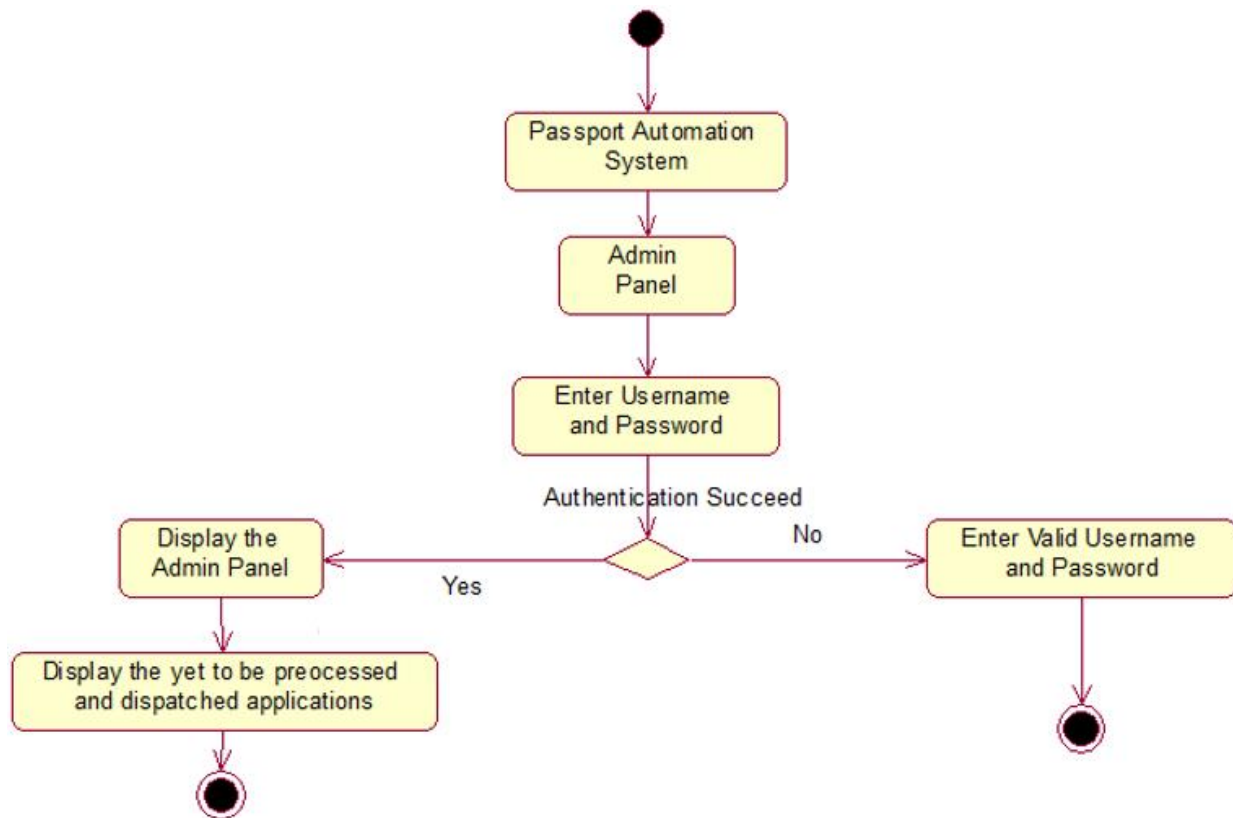 Passport Automation
System
Admin
Panel
Enter Username
and Password
Authentication Succeed
No
Yes
Display the
Admin Panel
Enter Valid Username
and Password
Display the yet to be preocessed
and dispatched applications